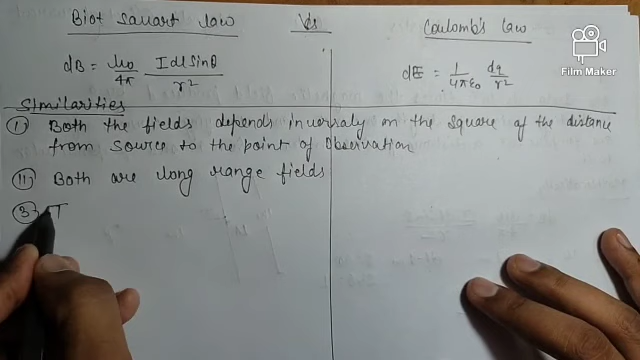 Biot Savart law Vs Coulomb's law
dB = μ0/4π Idl Sinθ/r² dE = 1/4πε0 dq/r²
Film Maker
Similarities
(I) Both the fields depends inversaly on the square of the distance
from source to the point of observation
(II) Both are long range fields
(3) T